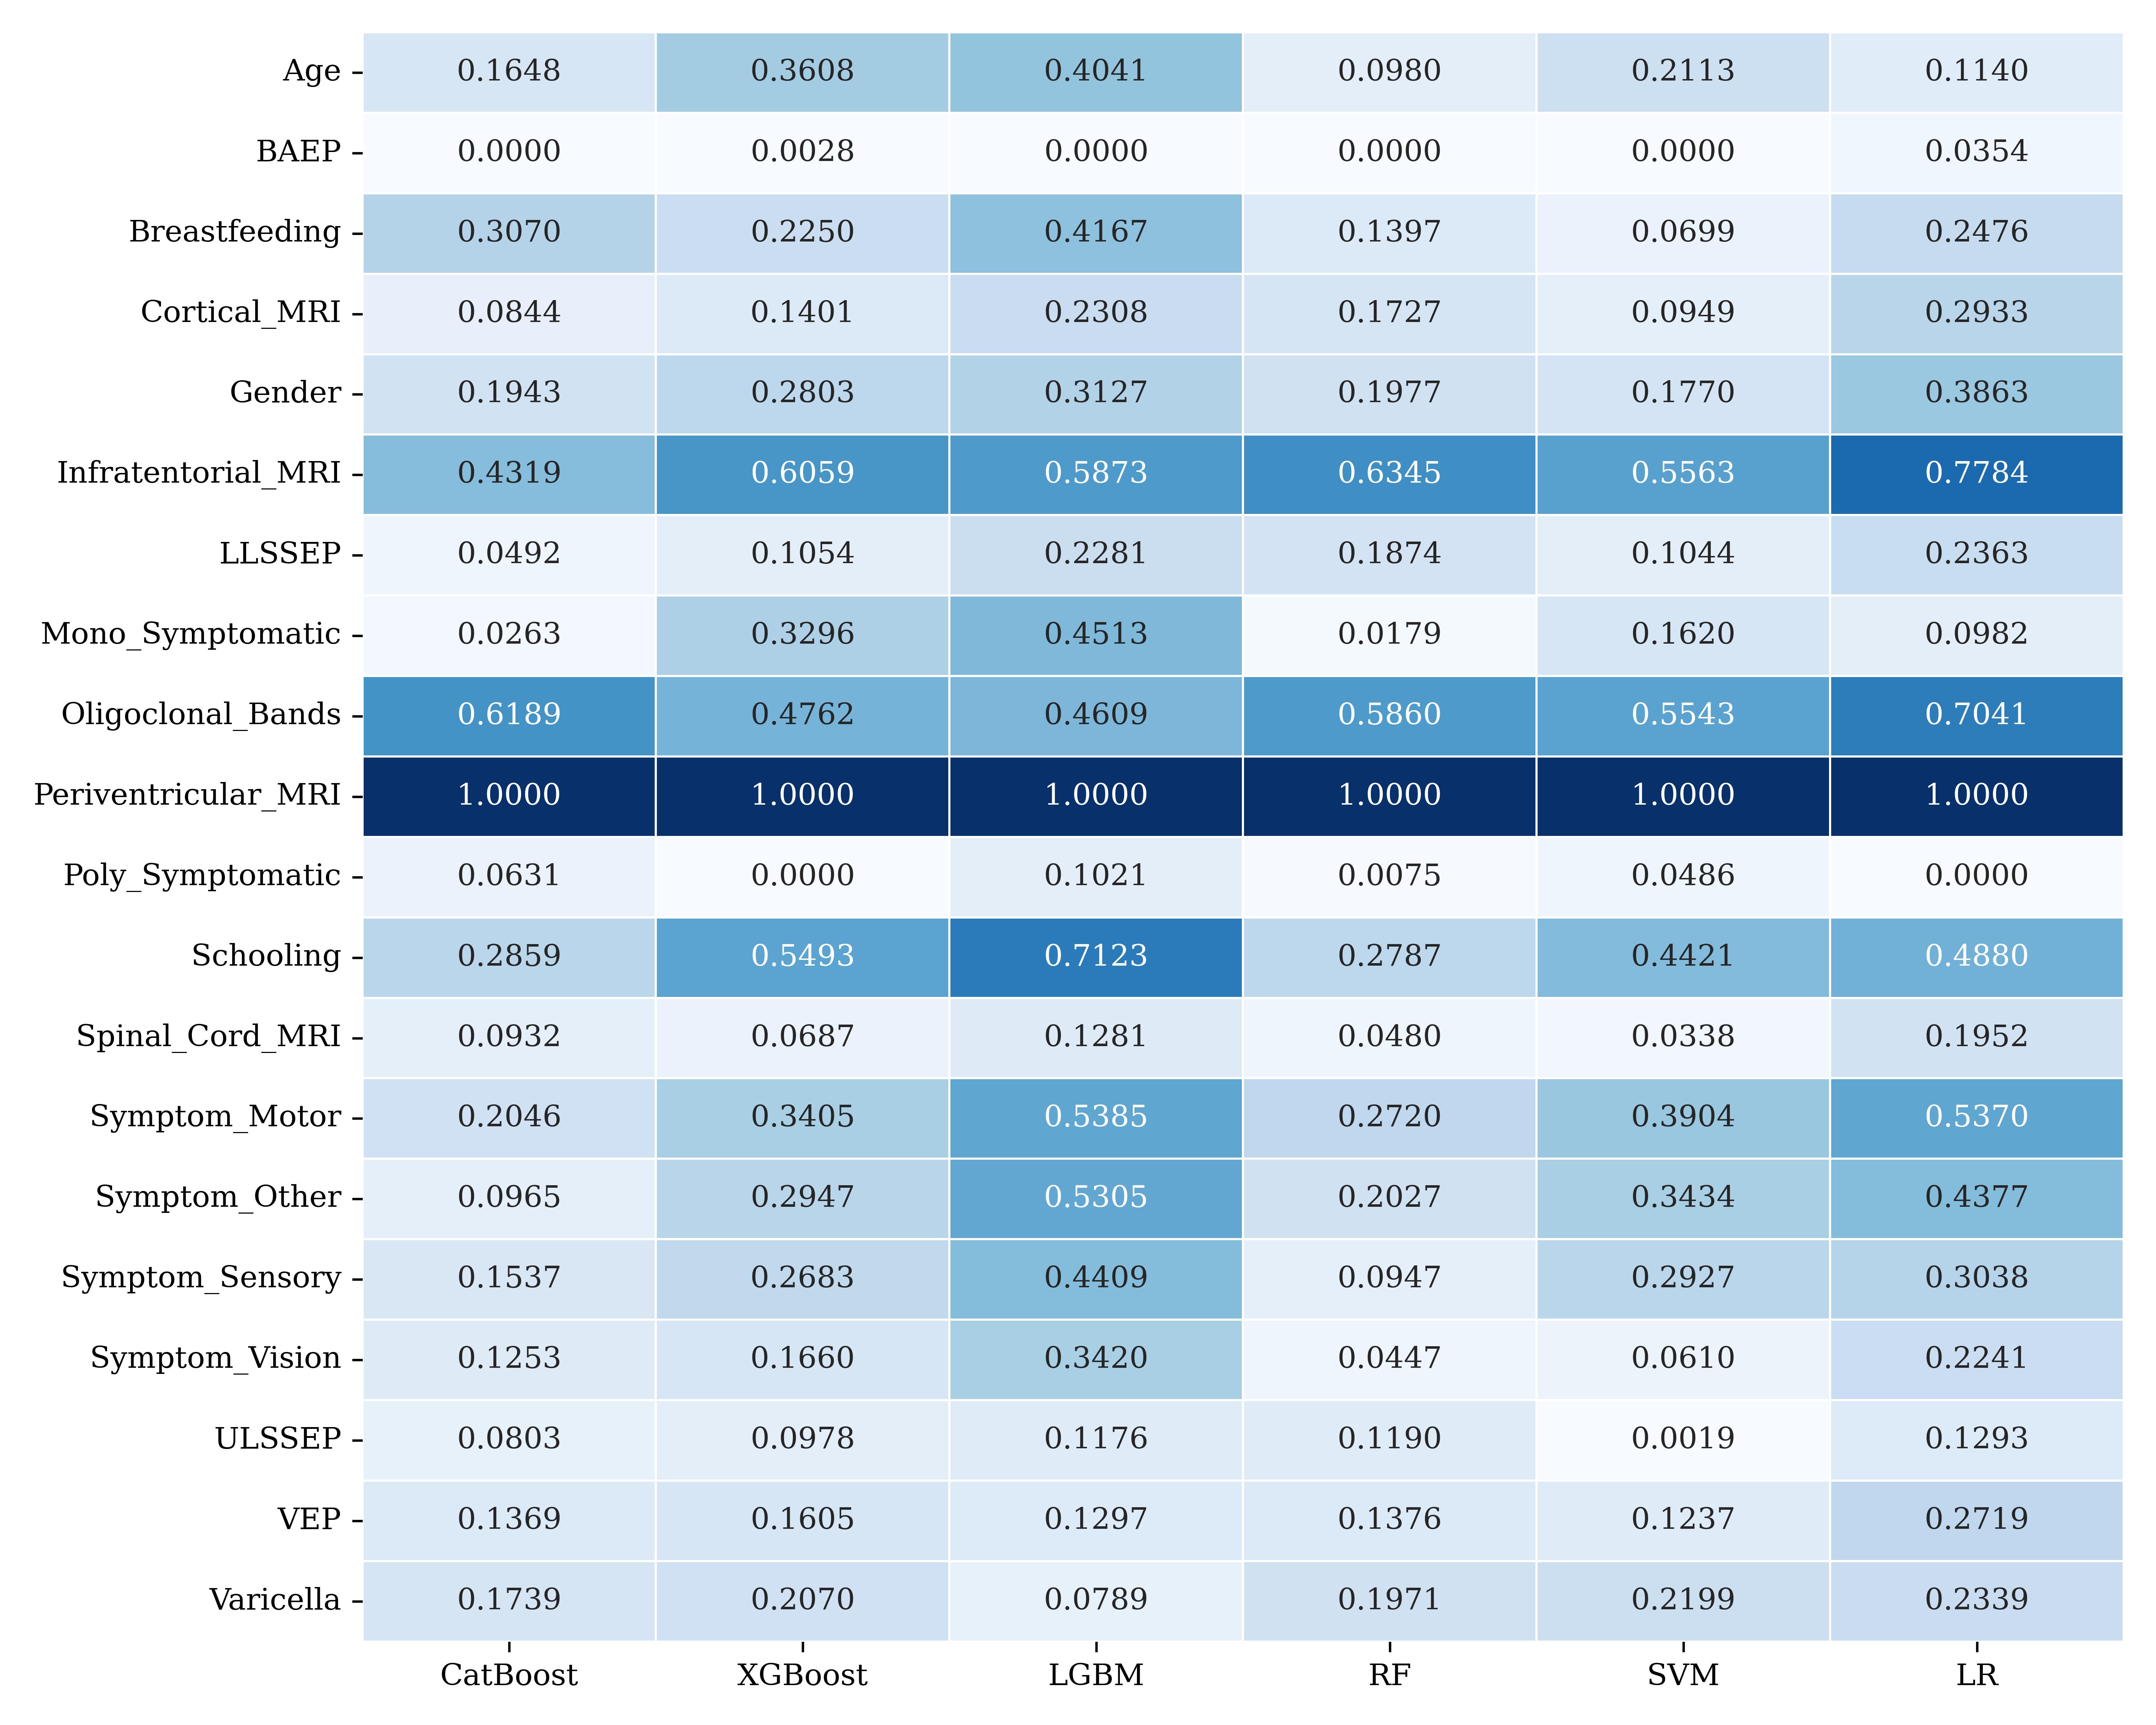 Age 0.1648 0.3608 0.4041 0.0980 0.2113 0.1140
BAEP 0.0000 0.0028 0.0000 0.0000 0.0000 0.0354
Breastfeeding 0.3070 0.2250 0.4167 0.1397 0.0699 0.2476
Cortical_MRI 0.0844 0.1401 0.2308 0.1727 0.0949 0.2933
Gender 0.1943 0.2803 0.3127 0.1977 0.1770 0.3863
Infratentorial_MRI 0.4319 0.6059 0.5873 0.6345 0.5563 0.7784
LLSSEP 0.0492 0.1054 0.2281 0.1874 0.1044 0.2363
Mono_Symptomatic 0.0263 0.3296 0.4513 0.0179 0.1620 0.0982
Oligoclonal_Bands 0.6189 0.4762 0.4609 0.5860 0.5543 0.7041
Periventricular_MRI 1.0000 1.0000 1.0000 1.0000 1.0000 1.0000
Poly_Symptomatic 0.0631 0.0000 0.1021 0.0075 0.0486 0.0000
Schooling 0.2859 0.5493 0.7123 0.2787 0.4421 0.4880
Spinal_Cord_MRI 0.0932 0.0687 0.1281 0.0480 0.0338 0.1952
Symptom_Motor 0.2046 0.3405 0.5385 0.2720 0.3904 0.5370
Symptom_Other 0.0965 0.2947 0.5305 0.2027 0.3434 0.4377
Symptom_Sensory 0.1537 0.2683 0.4409 0.0947 0.2927 0.3038
Symptom_Vision 0.1253 0.1660 0.3420 0.0447 0.0610 0.2241
ULSSEP 0.0803 0.0978 0.1176 0.1190 0.0019 0.1293
VEP 0.1369 0.1605 0.1297 0.1376 0.1237 0.2719
Varicella 0.1739 0.2070 0.0789 0.1971 0.2199 0.2339
CatBoost XGBoost LGBM RF SVM LR